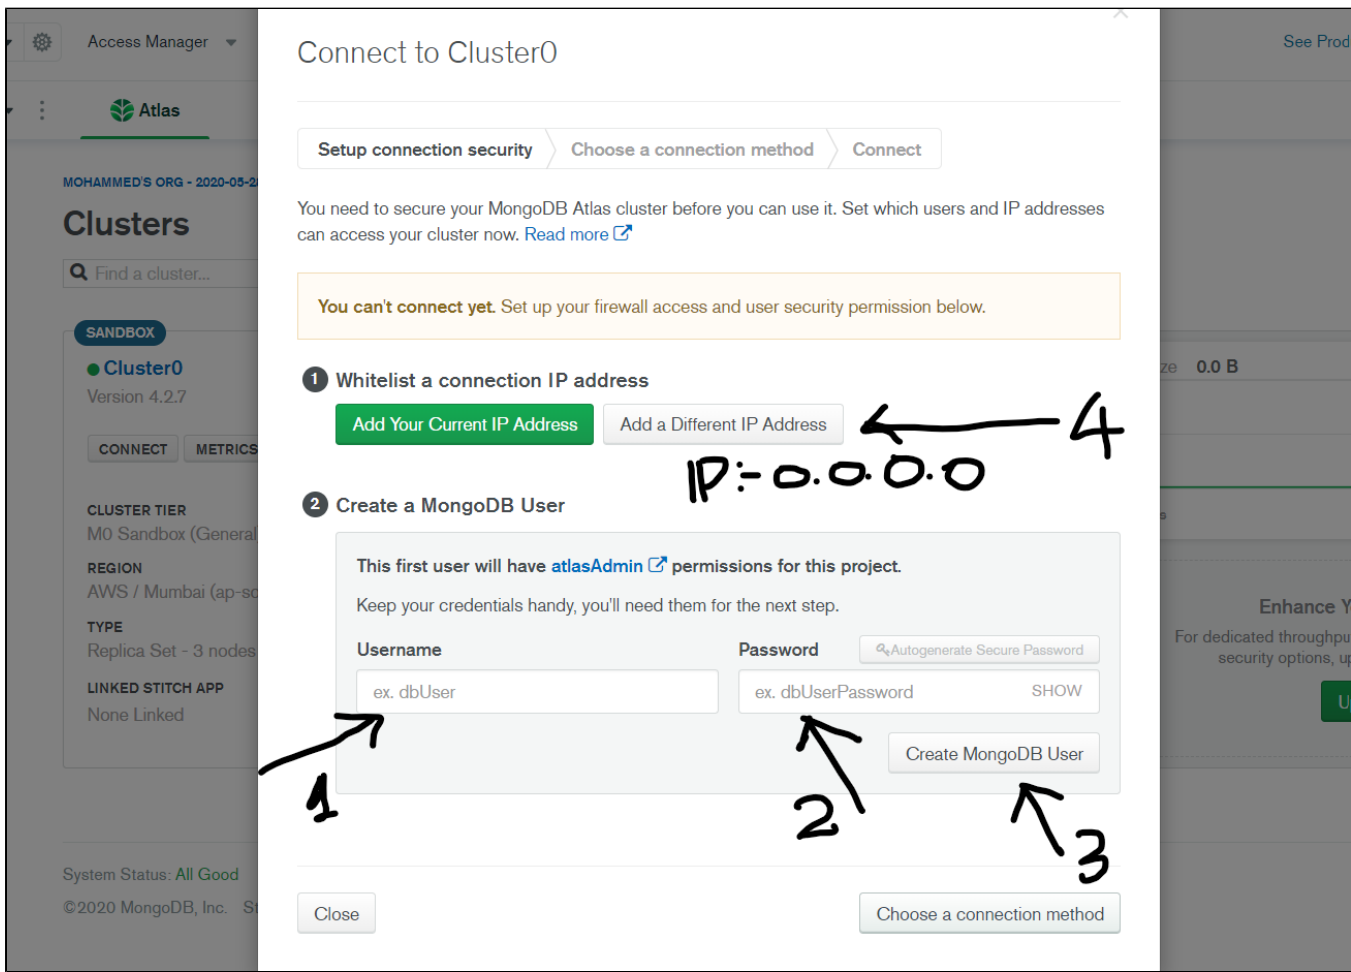 Access Manager
See Prod
Connect to Cluster0
Atlas
Setup connection security
Choose a connection method
Connect
MOHAMMED'S ORG - 2020-05-2
Clusters
Find a cluster...
You need to secure your MongoDB Atlas cluster before you can use it. Set which users and IP addresses
can access your cluster now. Read more
You can't connect yet. Set up your firewall access and user security permission below.
SANDBOX
Cluster0
Version 4.2.7
CONNECT
METRICS
ze 0.0 B
1 Whitelist a connection IP address
Add Your Current IP Address
Add a Different IP Address
4
IP:-0.0.0.0
CLUSTER TIER
M0 Sandbox (General
REGION
AWS / Mumbai (ap-so
TYPE
Replica Set - 3 nodes
LINKED STITCH APP
None Linked
2 Create a MongoDB User
This first user will have atlasAdmin permissions for this project.
Keep your credentials handy, you'll need them for the next step.
Username
Password
Autogenerate Secure Password
ex. dbUser
ex. dbUserPassword
SHOW
Create MongoDB User
1
2
3
Enhance Y
For dedicated throughpu
security options, up
U
System Status: All Good
©2020 MongoDB, Inc. St
Close
Choose a connection method